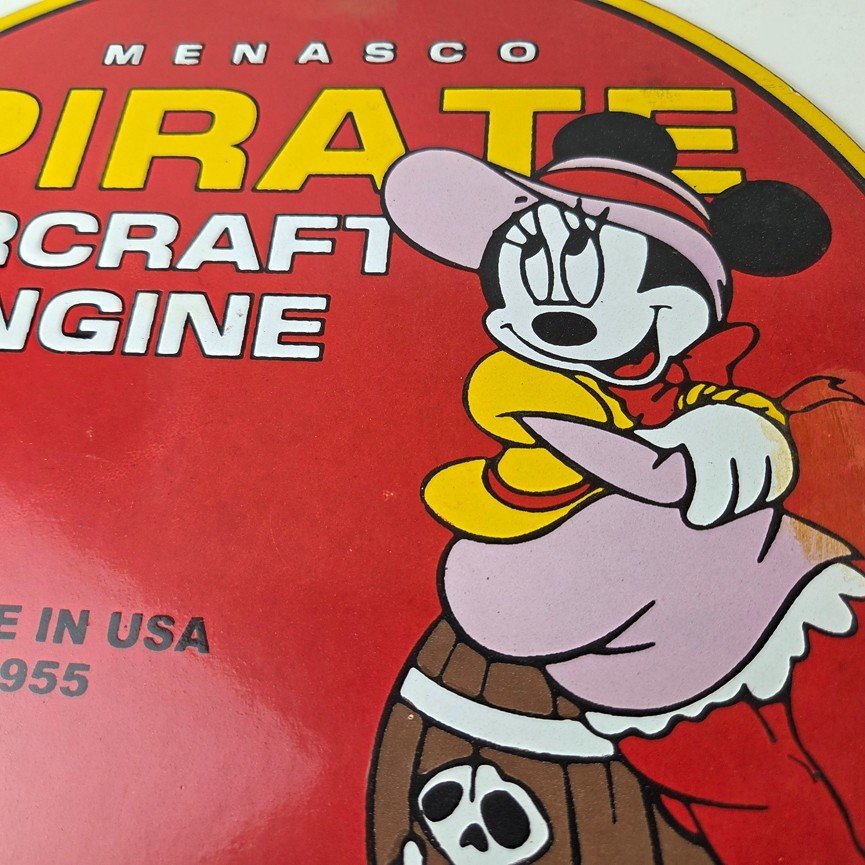 MENASCO
PIRATE
RCRAFT
NGINE
E IN USA
955